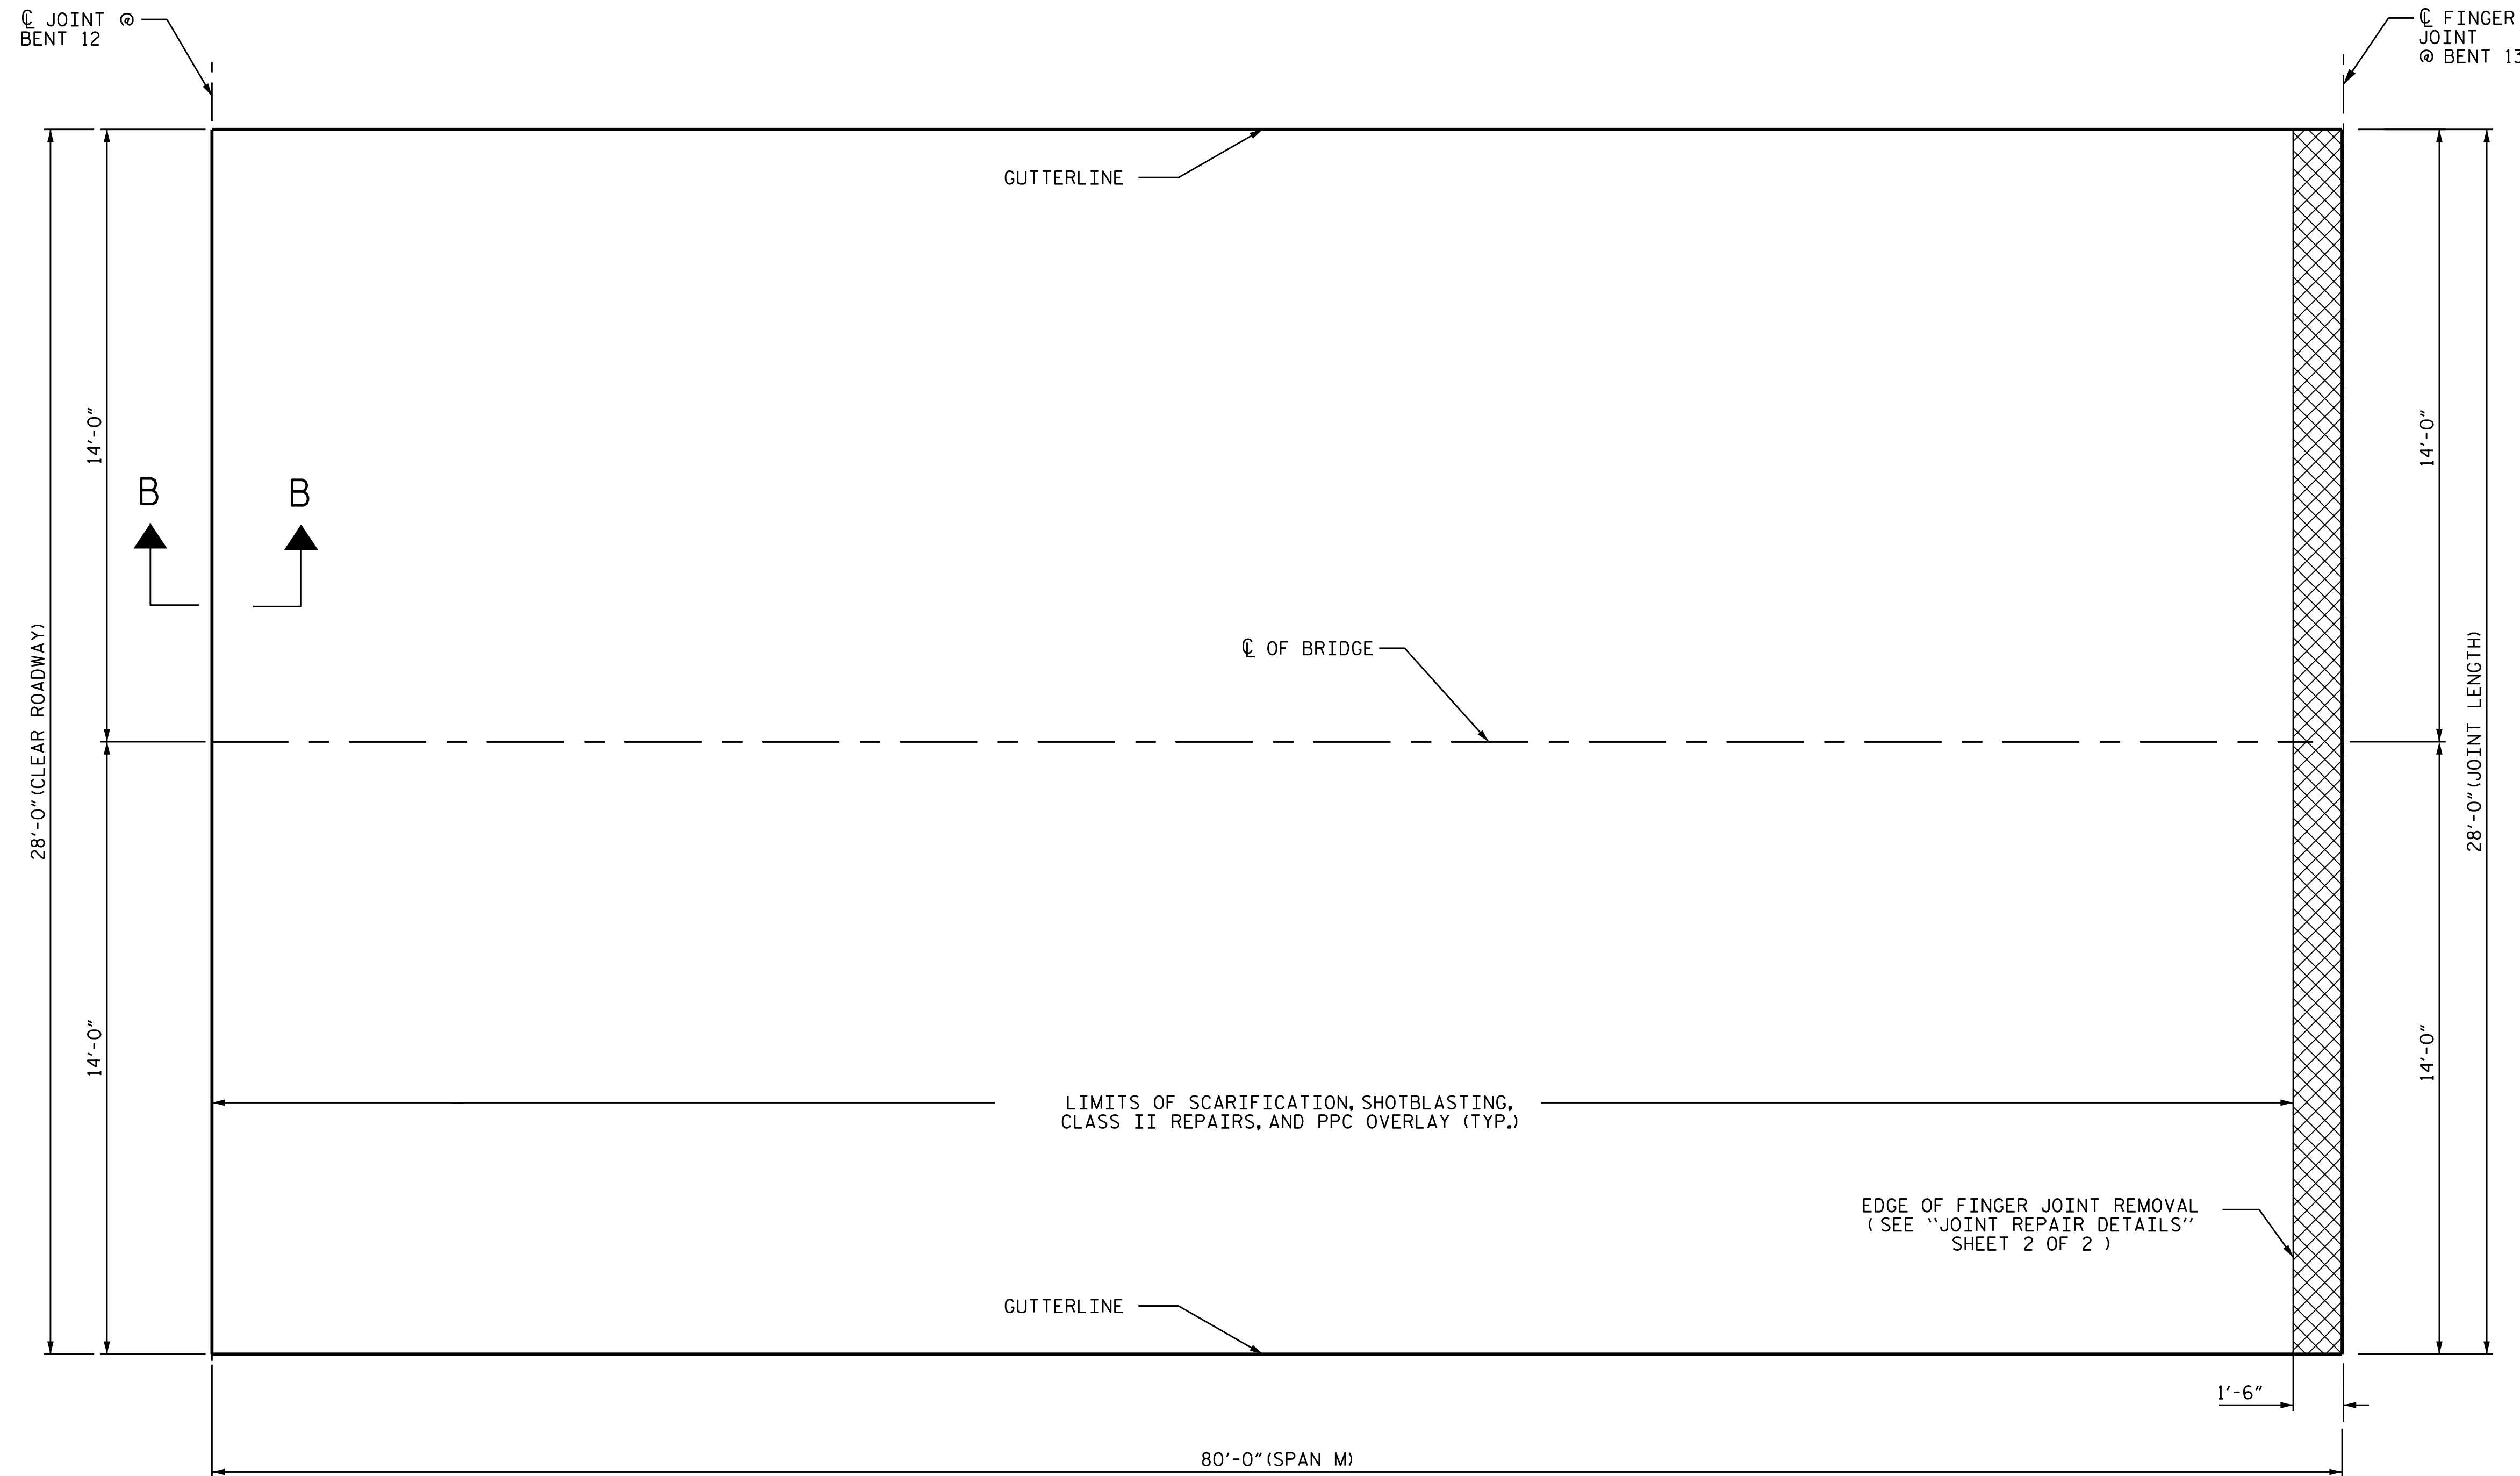 ℄ JOINT @
BENT 12
℄ FINGER
JOINT
@ BENT 13
GUTTERLINE
14'-0"
14'-0"
B
B
28'-0"(CLEAR ROADWAY)
℄ OF BRIDGE
28'-0"(JOINT LENGTH)
14'-0"
14'-0"
LIMITS OF SCARIFICATION, SHOTBLASTING,
CLASS II REPAIRS, AND PPC OVERLAY (TYP.)
EDGE OF FINGER JOINT REMOVAL
( SEE ``JOINT REPAIR DETAILS''
SHEET 2 OF 2 )
GUTTERLINE
1'-6"
80'-0"(SPAN M)